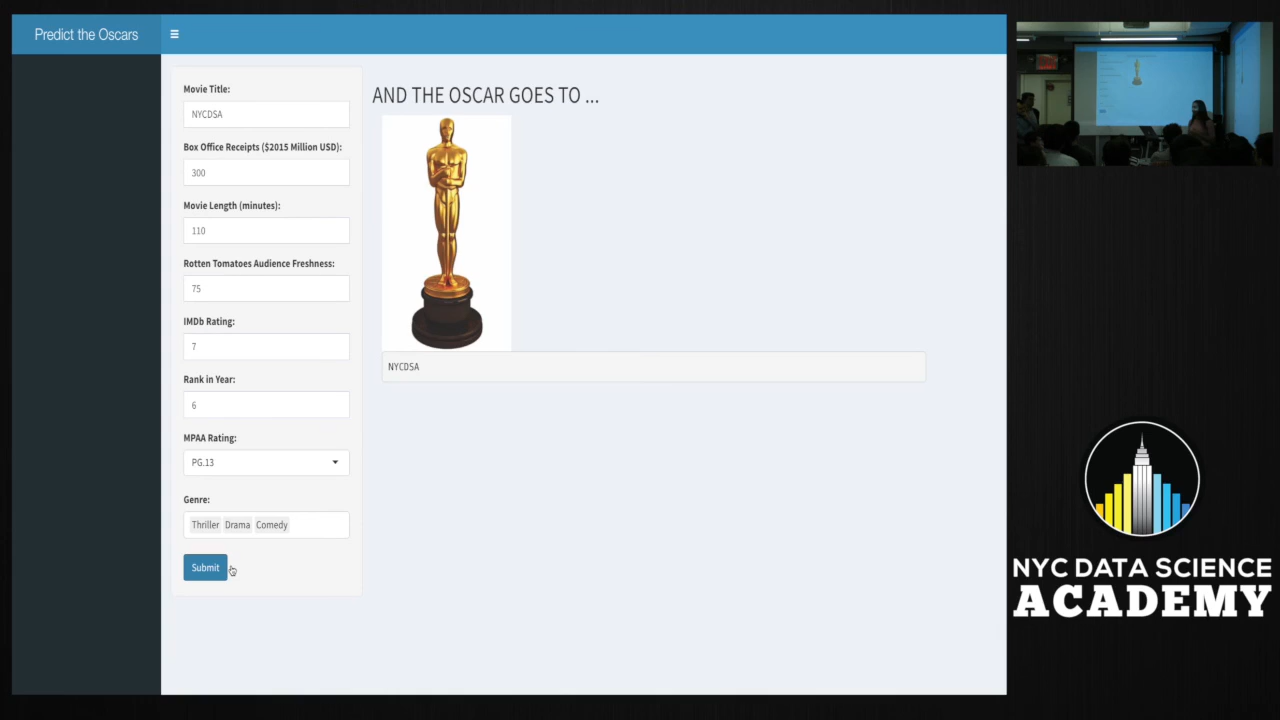 Predict the Oscars
Movie Title:
NYCDSA
Box Office Receipts ($2015 Million USD):
300
Movie Length (minutes):
110
Rotten Tomatoes Audience Freshness:
75
IMDb Rating:
7
Rank in Year:
6
MPAA Rating:
PG.13
Genre:
Thriller Drama Comedy
Submit
AND THE OSCAR GOES TO ...
NYCDSA
NYC DATA SCIENCE
ACADEMY